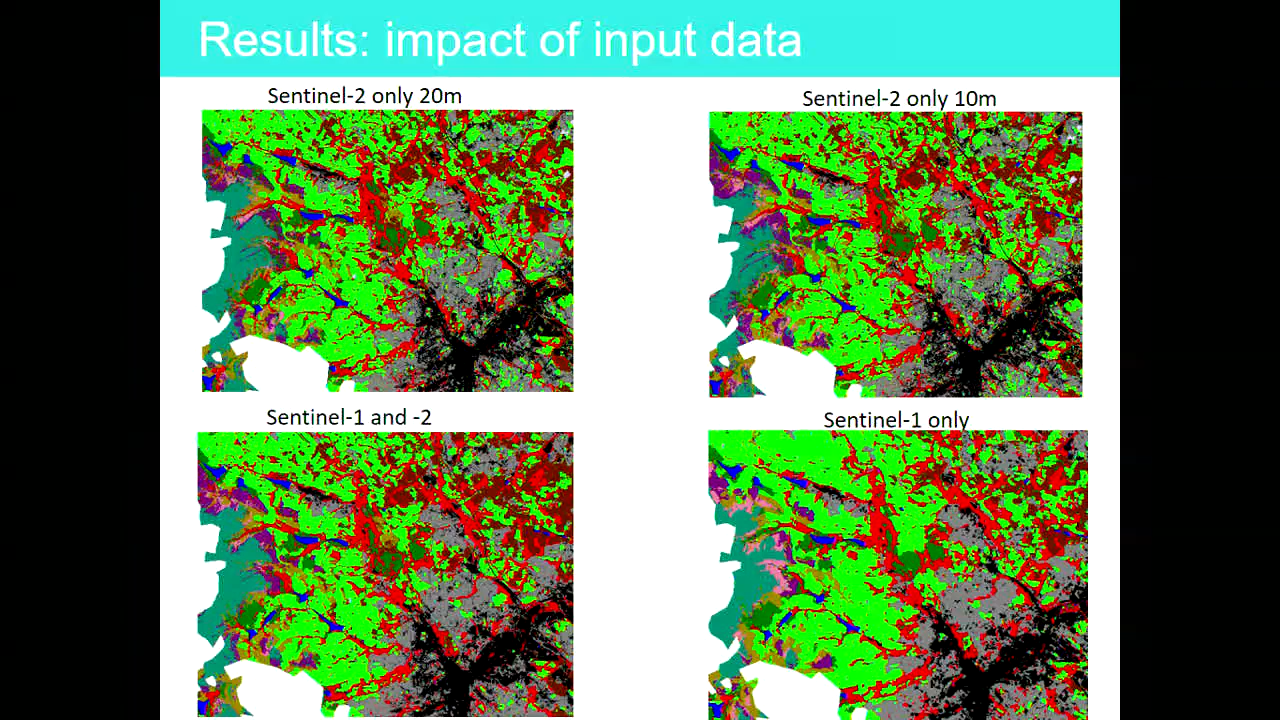 Results: impact of input data
Sentinel-2 only 20m
Sentinel-2 only 10m
Sentinel-1 and -2
Sentinel-1 only